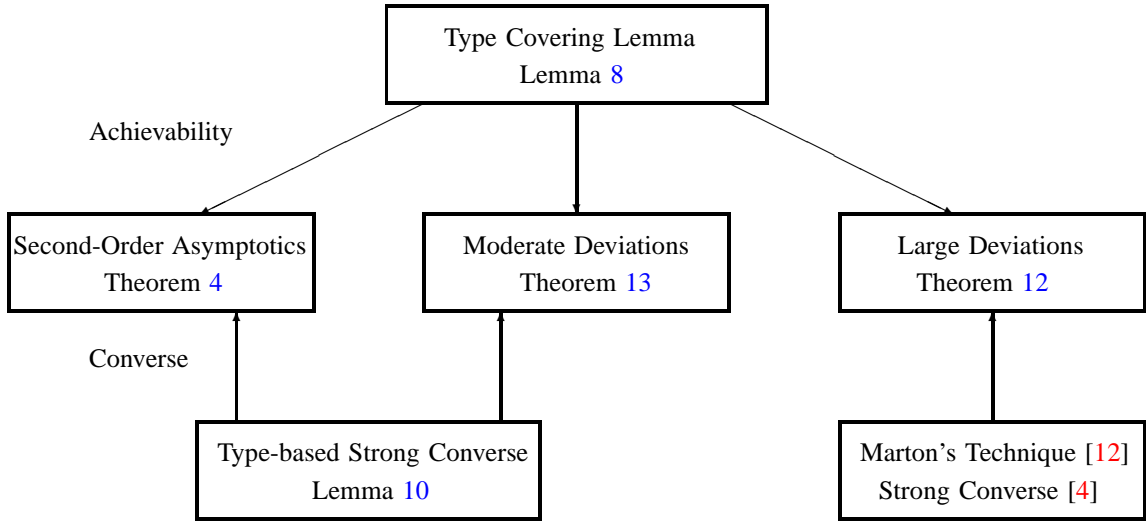 Type Covering Lemma
Lemma 8
Achievability
Second-Order Asymptotics
Theorem 4
Moderate Deviations
Theorem 13
Large Deviations
Theorem 12
Converse
Type-based Strong Converse
Lemma 10
Marton's Technique [12]
Strong Converse [4]